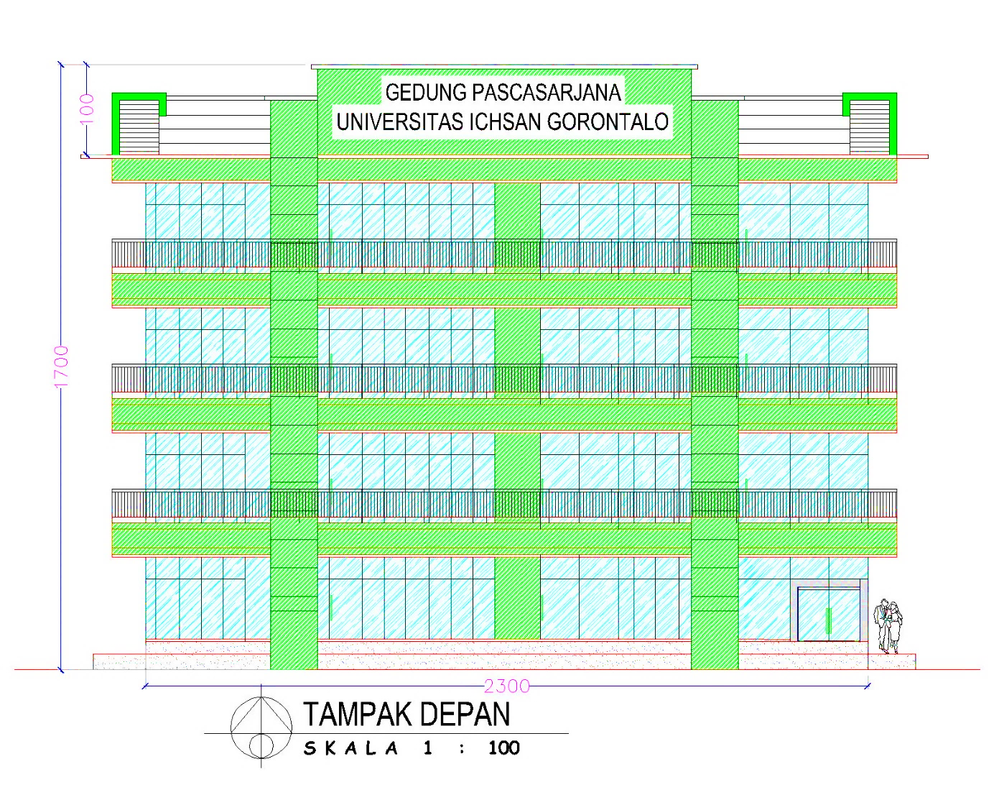 GEDUNG PASCASARJANA
UNIVERSITAS ICHSAN GORONTALO
100
1700
2300
TAMPAK DEPAN
SKALA 1 : 100